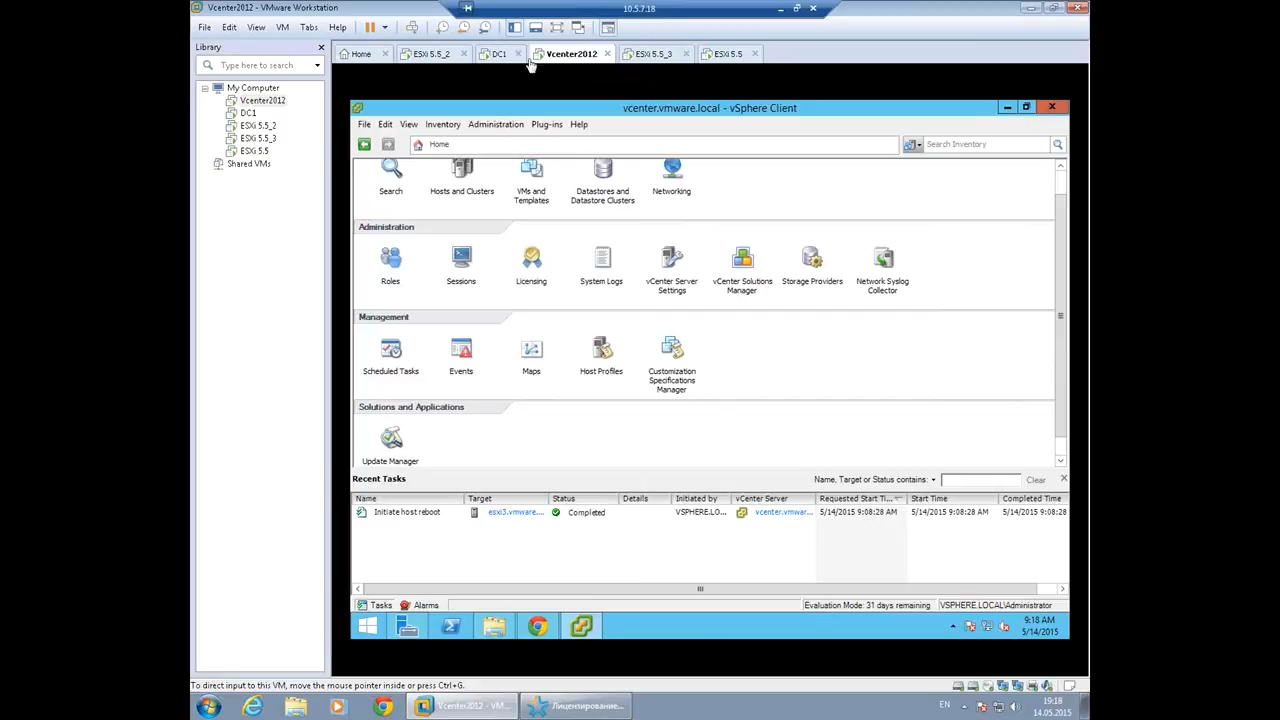 Vcenter2012 - VMware Workstation
10.5.7.18
File Edit View VM Tabs Help
Library
Home
ESXi 5.5_2
DC1
Vcenter2012
ESXi 5.5_3
ESXi 5.5
Type here to search
My Computer
Vcenter2012
DC1
ESXi 5.5_2
ESXi 5.5_3
ESXi 5.5
Shared VMs
vcenter.vmware.local - vSphere Client
File Edit View Inventory Administration Plug-ins Help
Home
Search Inventory
Search
Hosts and Clusters
VMs and
Templates
Datastores and
Datastore Clusters
Networking
Administration
Roles
Sessions
Licensing
System Logs
vCenter Server
Settings
vCenter Solutions
Manager
Storage Providers
Network Syslog
Collector
Management
Scheduled Tasks
Events
Maps
Host Profiles
Customization
Specifications
Manager
Solutions and Applications
Update Manager
Recent Tasks
Name, Target or Status contains:
Clear
Name Target Status Details Initiated by vCenter Server Requested Start Ti... Start Time Completed Time
Initiate host reboot esxi3.vmware.... Completed VSPHERE.LO... vcenter.vmwar... 5/14/2015 9:08:28 AM 5/14/2015 9:08:28 AM 5/14/2015 9:08:28
Tasks Alarms
Evaluation Mode: 31 days remaining VSPHERE.LOCAL\Administrator
9:18 AM
5/14/2015
To direct input to this VM, move the mouse pointer inside or press Ctrl+G.
Vcenter2012 - VM...
Лицензирование...
EN
19:18
14.05.2015